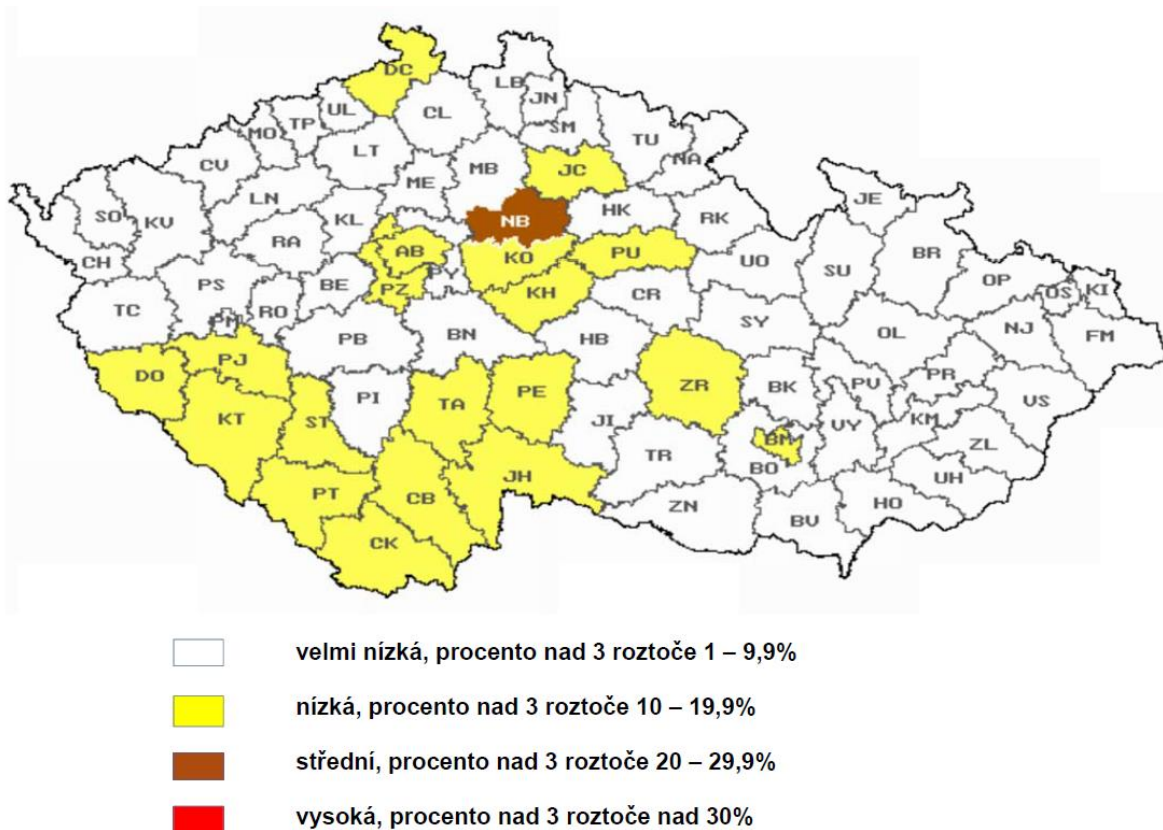 DC
LB
JN
UL
CL
TP
SM
MO
TU
LT
NA
CV
MB
JC
ME
LN
JE
SO
KV
KL
NB
HK
RK
RA
AB
BR
CH
KO
PU
UO
SU
PS
BE
PY
PZ
OP
KI
TC
RO
KH
CR
OS
PM
SY
NJ
PB
BN
HB
OL
FM
PJ
DO
PR
ZR
BK
PV
PI
PE
VS
KT
ST
TA
JI
KM
VY
BM
ZL
TR
BO
JH
UH
PT
CB
HO
ZN
BV
CK
velmi nízká, procento nad 3 roztoče 1 – 9,9%
nízká, procento nad 3 roztoče 10 – 19,9%
střední, procento nad 3 roztoče 20 – 29,9%
vysoká, procento nad 3 roztoče nad 30%